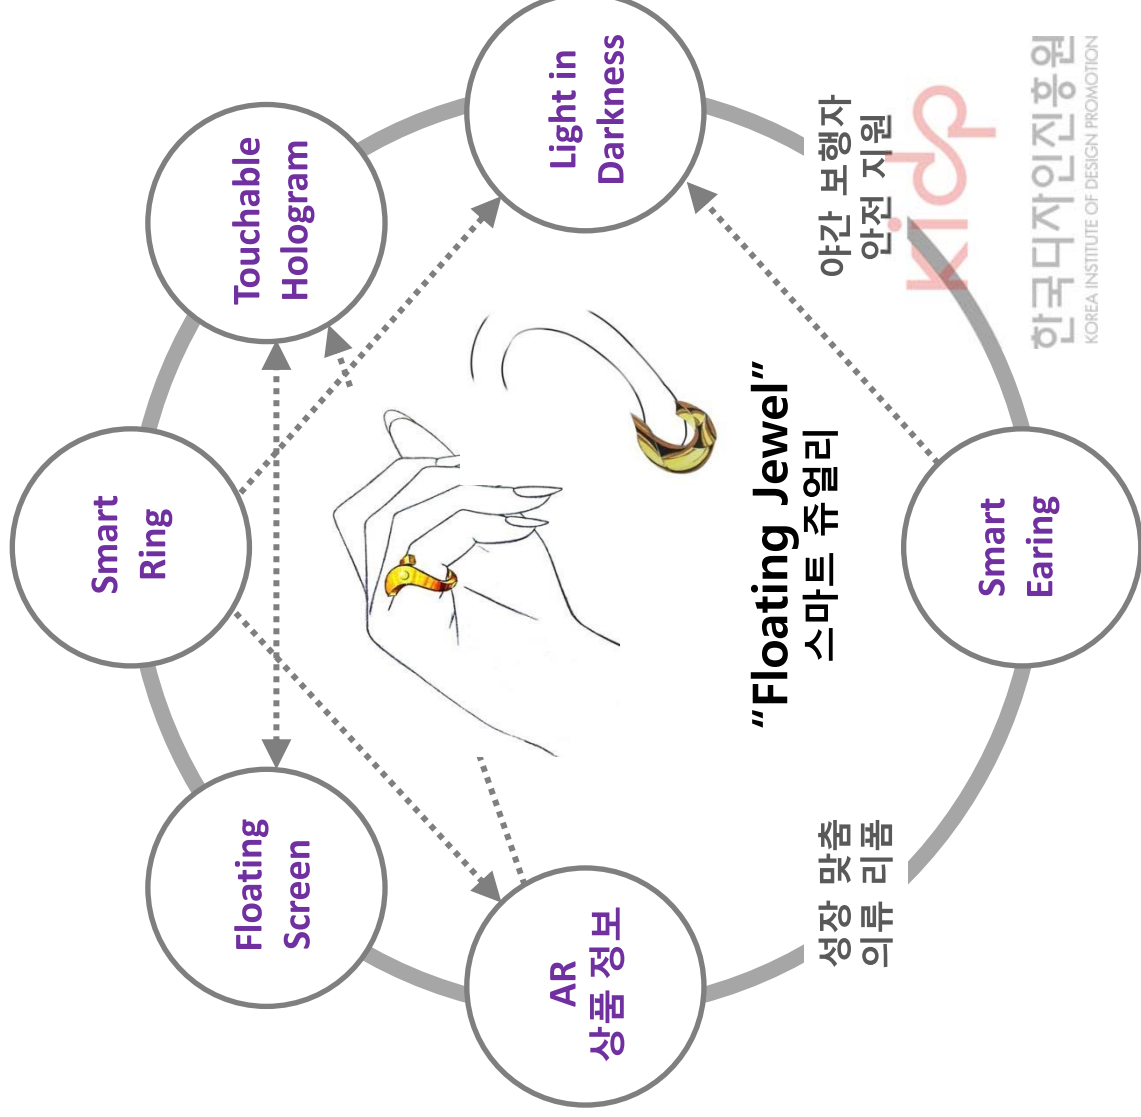 Smart
Ring
Floating
Screen
Touchable
Hologram
AR
상품 정보
Light in
Darkness
“Floating Jewel”
스마트 쥬얼리
성장 맞춤
의류 리폼
야간 보행자
안전 지원
Smart
Earing
kidp
한국디자인진흥원
KOREA INSTITUTE OF DESIGN PROMOTION